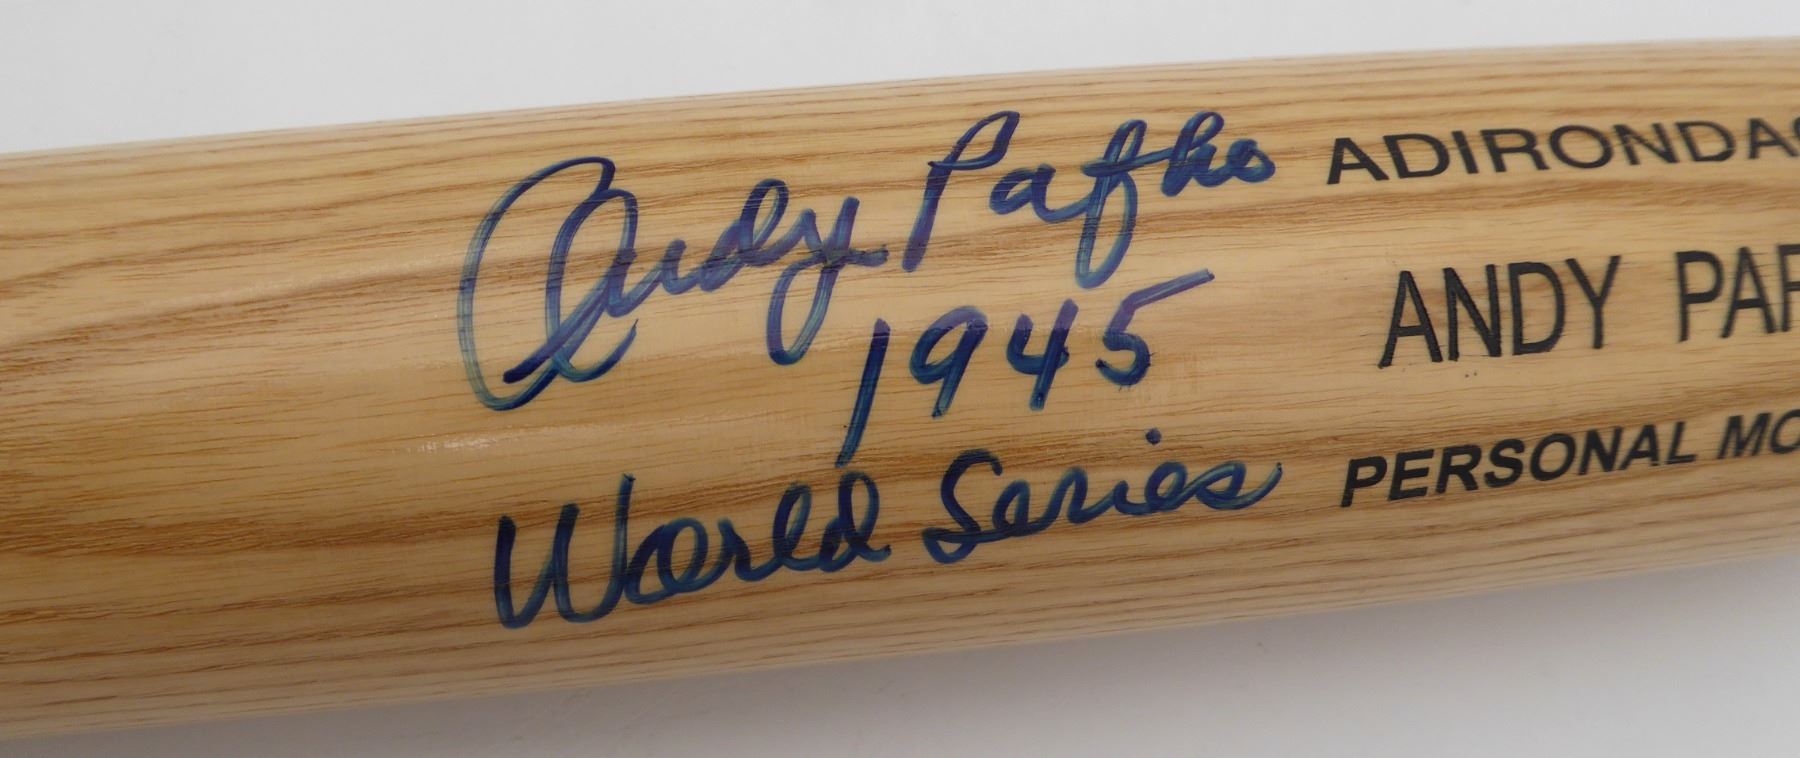 Andy Pafko
1945
World Series
ADIRONDAC
ANDY PAF
PERSONAL MO